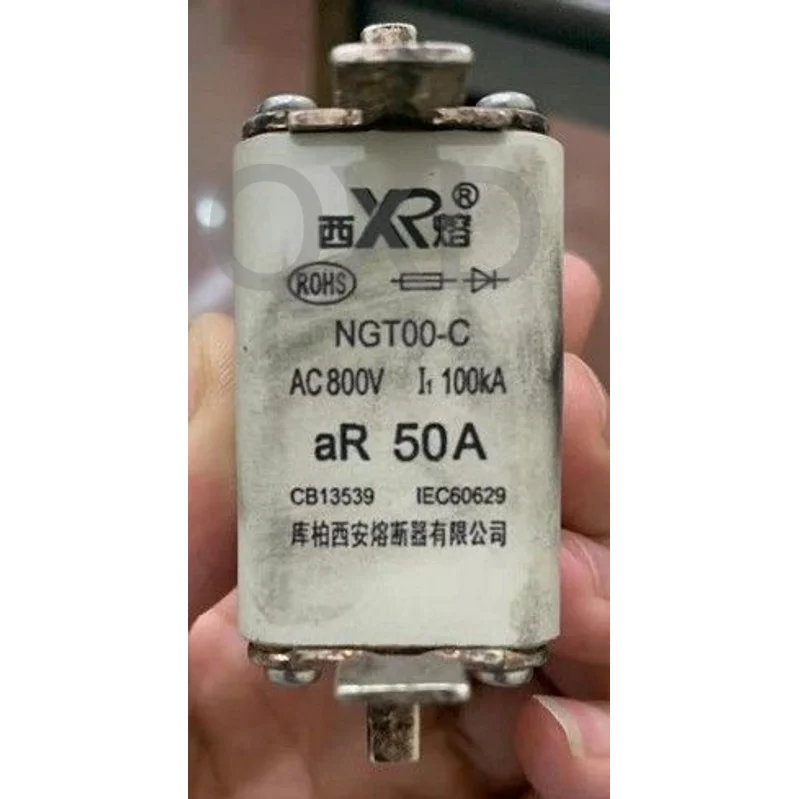 西XR熔®
ROHS
NGT00-C
AC800V I₁ 100kA
aR 50A
CB13539 IEC60629
库柏西安熔断器有限公司
OXD